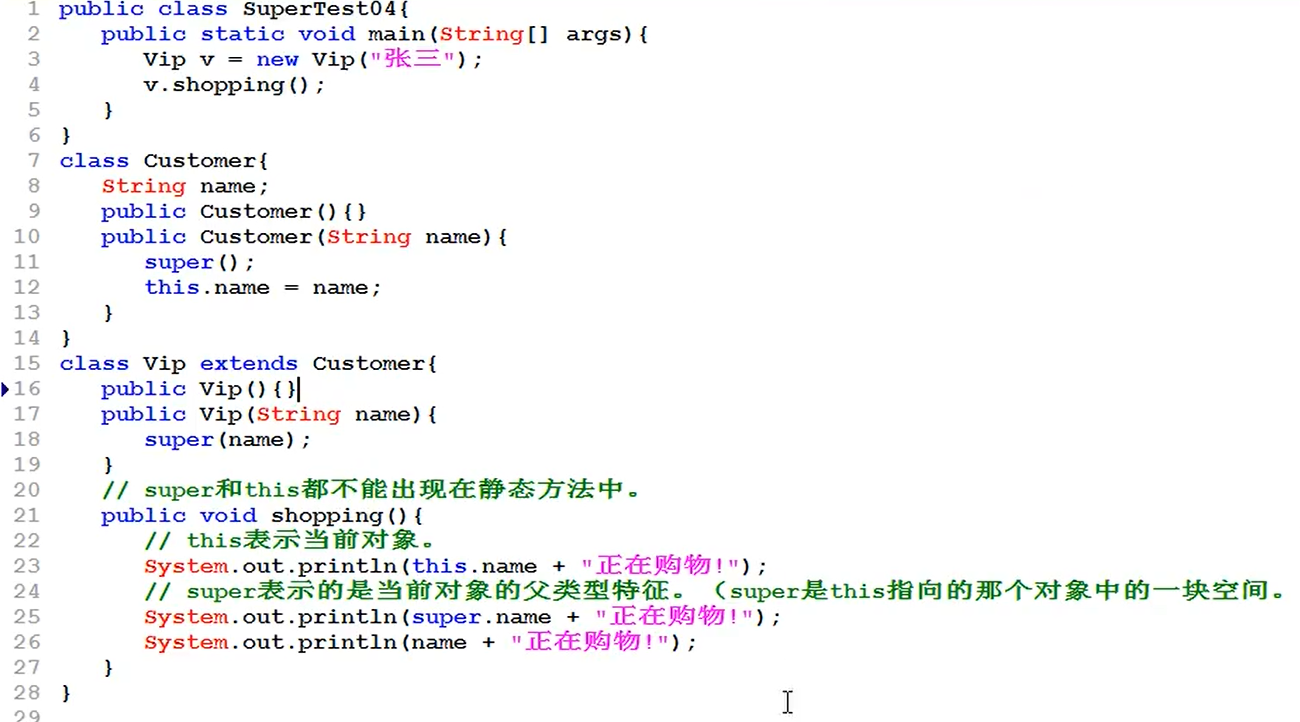 1 public class SuperTest04{
2 public static void main(String[] args){
3 Vip v = new Vip("张三");
4 v.shopping();
5 }
6 }
7 class Customer{
8 String name;
9 public Customer(){}
10 public Customer(String name){
11 super();
12 this.name = name;
13 }
14 }
15 class Vip extends Customer{
16 public Vip(){}
17 public Vip(String name){
18 super(name);
19 }
20 // super和this都不能出现在静态方法中。
21 public void shopping(){
22 // this表示当前对象。
23 System.out.println(this.name + "正在购物!");
24 // super表示的是当前对象的父类型特征。（super是this指向的那个对象中的一块空间。
25 System.out.println(super.name + "正在购物!");
26 System.out.println(name + "正在购物!");
27 }
28 }
29